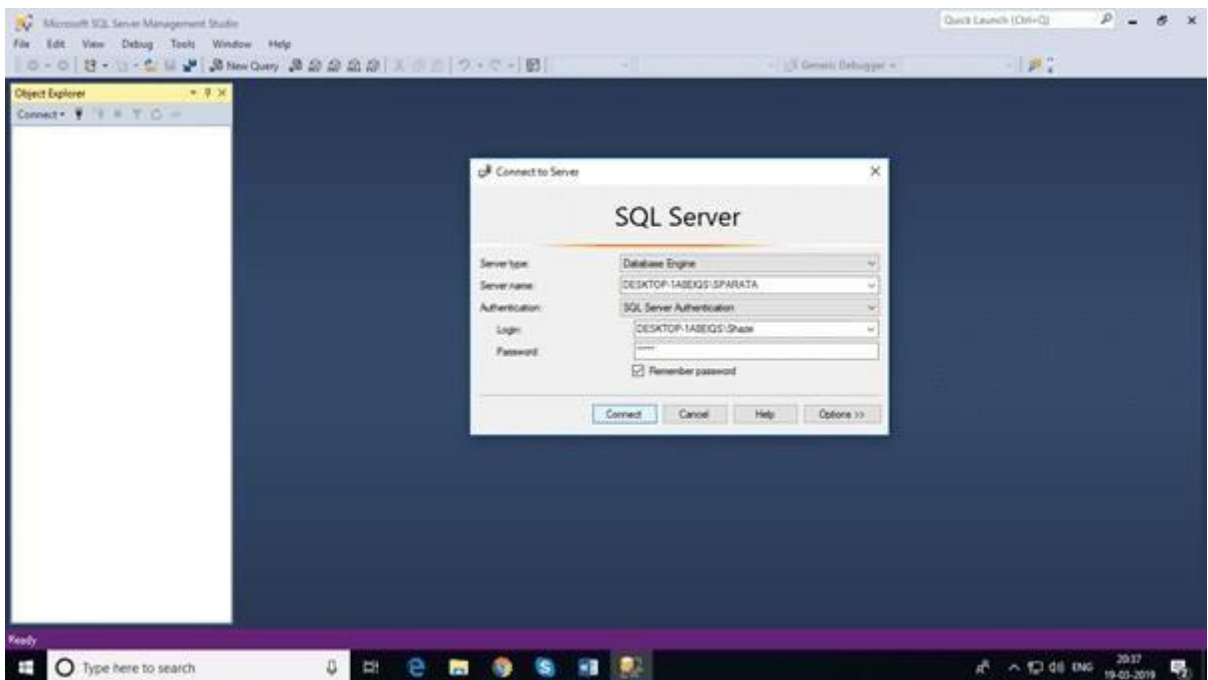 Microsoft SQL Server Management Studio
Quick Launch (Ctrl+Q)
File Edit View Debug Tools Window Help
New Query
Generic Debugger
Object Explorer
Connect
Connect to Server
SQL Server
Server type: Database Engine
Server name: DESKTOP-1A8EIQS\SPARATA
Authentication: SQL Server Authentication
Login: DESKTOP-1A8EIQS\Shaze
Password:
Remember password
Connect Cancel Help Options >>
Ready
Type here to search
ENG
20:37
19-03-2019